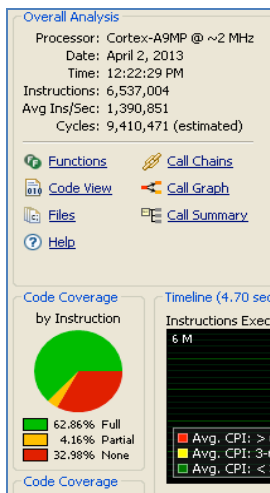 Overall Analysis
Processor: Cortex-A9MP @ ~2 MHz
Date: April 2, 2013
Time: 12:22:29 PM
Instructions: 6,537,004
Avg Ins/Sec: 1,390,851
Cycles: 9,410,471 (estimated)
Functions
Call Chains
Code View
Call Graph
Files
Call Summary
Help
Code Coverage
by Instruction
62.86% Full
4.16% Partial
32.98% None
Code Coverage
Timeline (4.70 sec
Instructions Exec
6 M
Avg. CPI: >
Avg. CPI: 3-
Avg. CPI: <